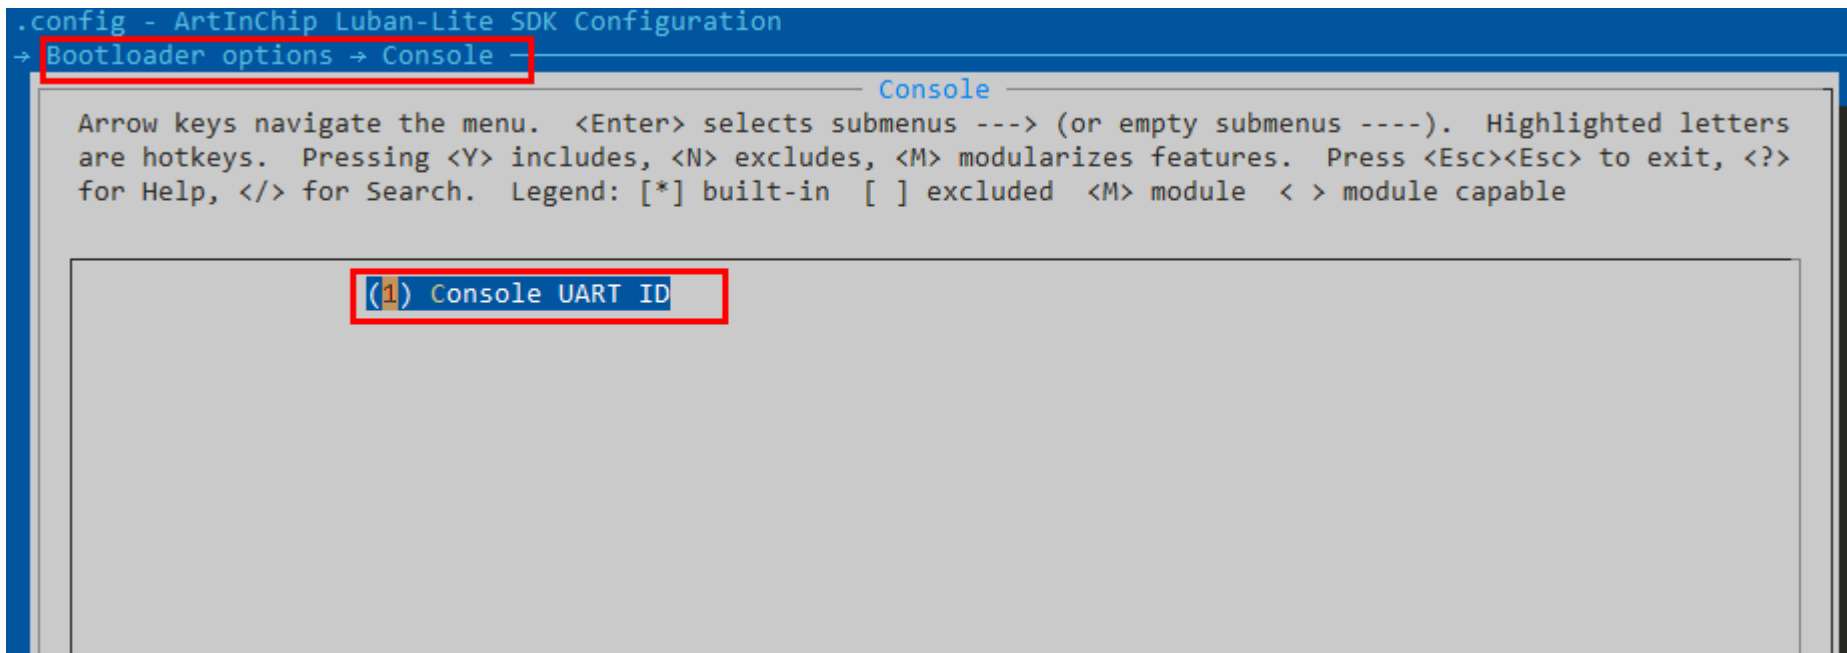 .config - ArtInChip Luban-Lite SDK Configuration
→ Bootloader options → Console
Console
Arrow keys navigate the menu.  <Enter> selects submenus ---> (or empty submenus ----).  Highlighted letters
are hotkeys.  Pressing <Y> includes, <N> excludes, <M> modularizes features.  Press <Esc><Esc> to exit, <?>
for Help, </> for Search.  Legend: [*] built-in  [ ] excluded  <M> module  < > module capable
(1) Console UART ID